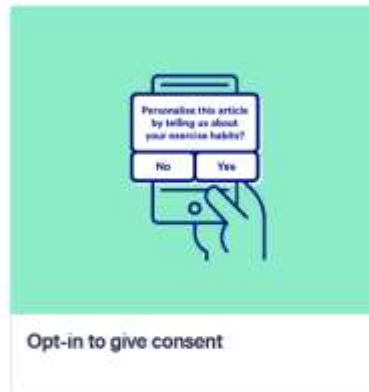 Personalise this article
by telling us about
your exercise habits?
No Yes
Opt-in to give consent